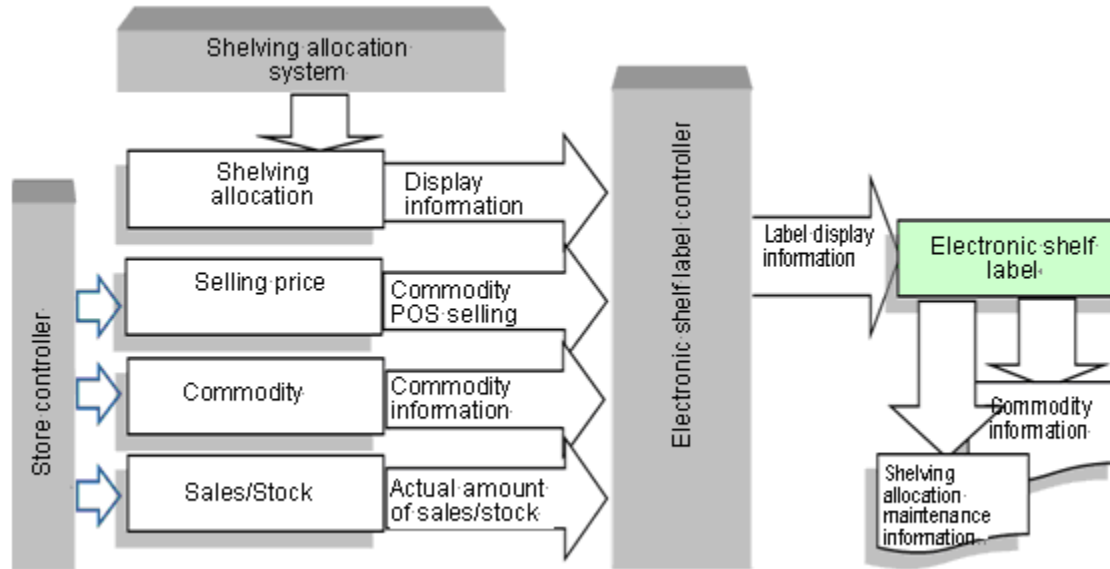 Shelving allocation
system
Shelving
allocation
Display
information
Selling price
Commodity
POS selling
Commodity
Commodity
information
Sales/Stock
Actual amount
of sales/stock
Store controller
Electronic shelf label controller
Label display
information
Electronic shelf
label
Commodity
information
Shelving
allocation
maintenance
information...